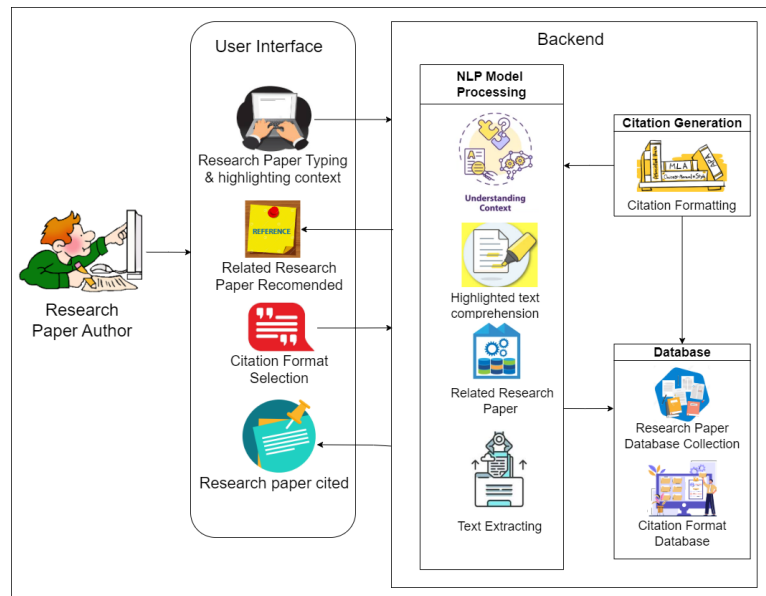 User Interface
Backend
NLP Model
Processing
Citation Generation
MLA
Citation Formatting
Research Paper Typing
& highlighting context
Understanding
Context
REFERENCE
Related Research
Paper Recomended
Highlighted text
comprehension
Research
Paper Author
Citation Format
Selection
Related Research
Paper
Database
Research Paper
Database Collection
Research paper cited
Text Extracting
Citation Format
Database